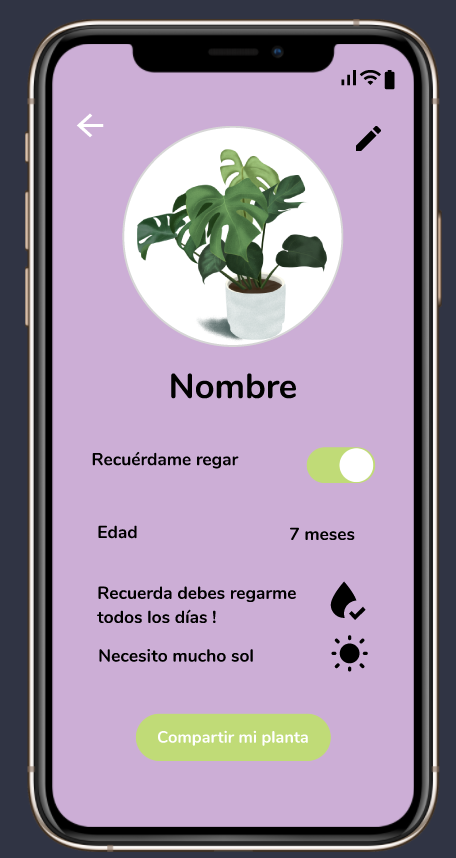 Nombre
Recuérdame regar
Edad
7 meses
Recuerda debes regarme
todos los días !
Necesito mucho sol
Compartir mi planta